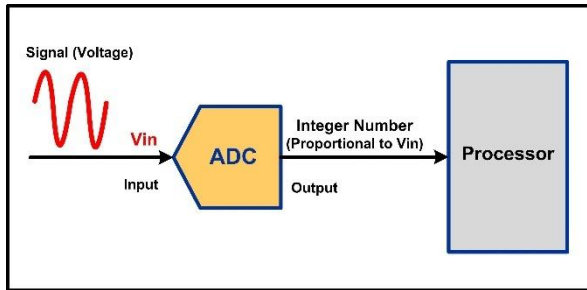 Signal (Voltage)
Vin
Input
ADC
Integer Number
(Proportional to Vin)
Output
Processor